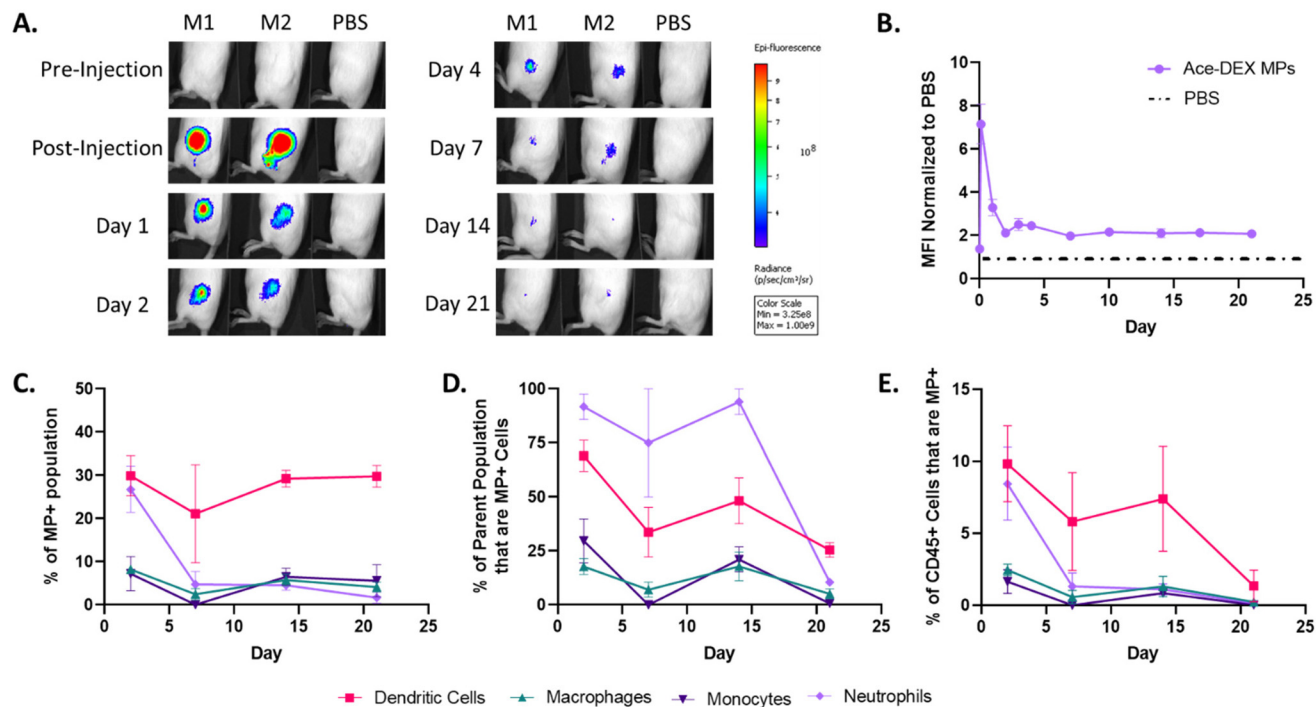 A.
M1 M2 PBS
Pre-Injection
Post-Injection
Day 1
Day 2
M1 M2 PBS
Day 4
Day 7
Day 14
Day 21
Epi-fluorescence
9
8
7
6
5
4
10⁸
Radiance
(p/sec/cm²/sr)
Color Scale
Min = 3.25e8
Max = 1.00e9
B.
MFI Normalized to PBS
10
8
6
4
2
0
Ace-DEX MPs
PBS
0 5 10 15 20 25
Day
C.
% of MP+ population
50
40
30
20
10
0
0 5 10 15 20 25
Day
D.
% of Parent Population
that are MP+ Cells
100
75
50
25
0
0 5 10 15 20 25
Day
E.
% of CD45+ Cells that are MP+
15
10
5
0
0 5 10 15 20 25
Day
Dendritic Cells Macrophages Monocytes Neutrophils